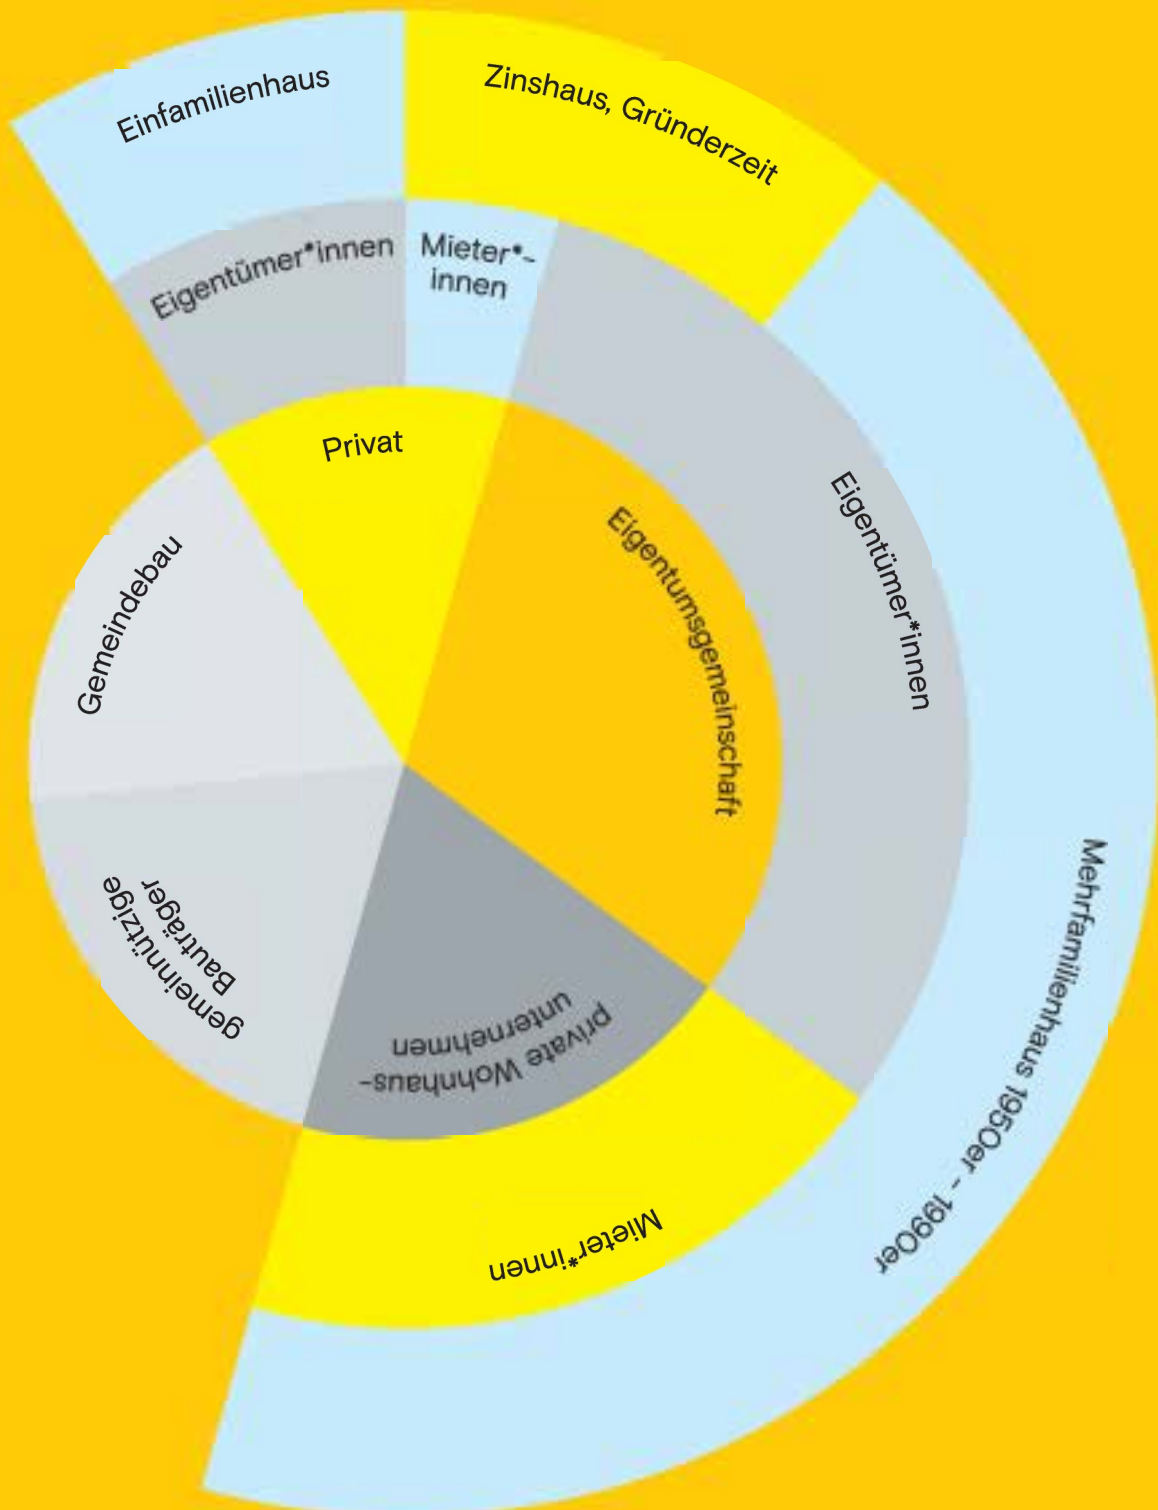 Einfamilienhaus
Zinshaus, Gründerzeit
Eigentümer*innen
Mieter*-
innen
Privat
Eigentumsgemeinschaft
Eigentümer*innen
Gemeindebau
Mehrfamilienhaus 1950er - 1990er
gemeinnützige
Bauträger
private Wohnhaus-
unternehmen
Mieter*innen